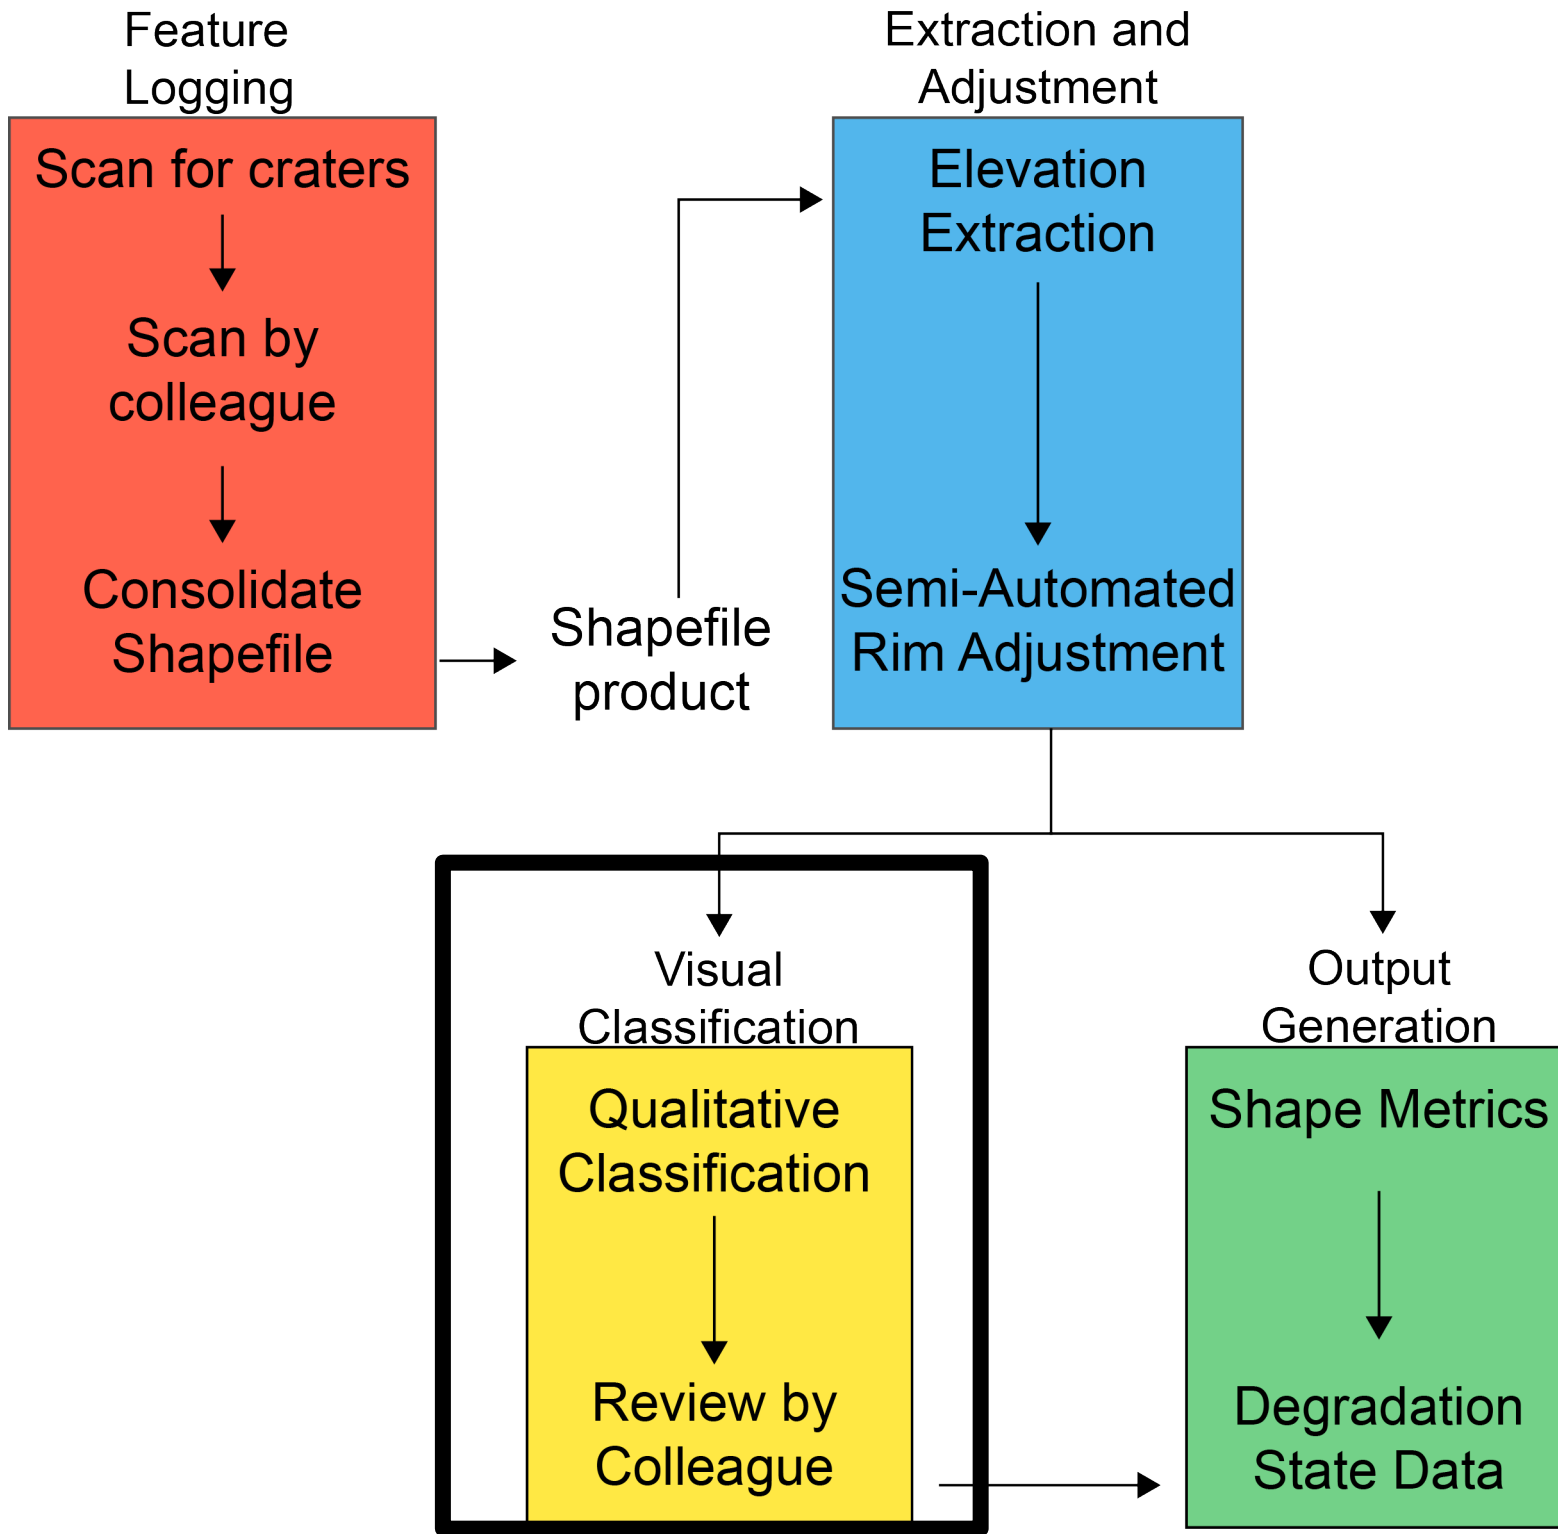 Feature
Logging
Scan for craters
Scan by
colleague
Consolidate
Shapefile
Shapefile
product
Extraction and
Adjustment
Elevation
Extraction
Semi-Automated
Rim Adjustment
Visual
Classification
Qualitative
Classification
Review by
Colleague
Output
Generation
Shape Metrics
Degradation
State Data